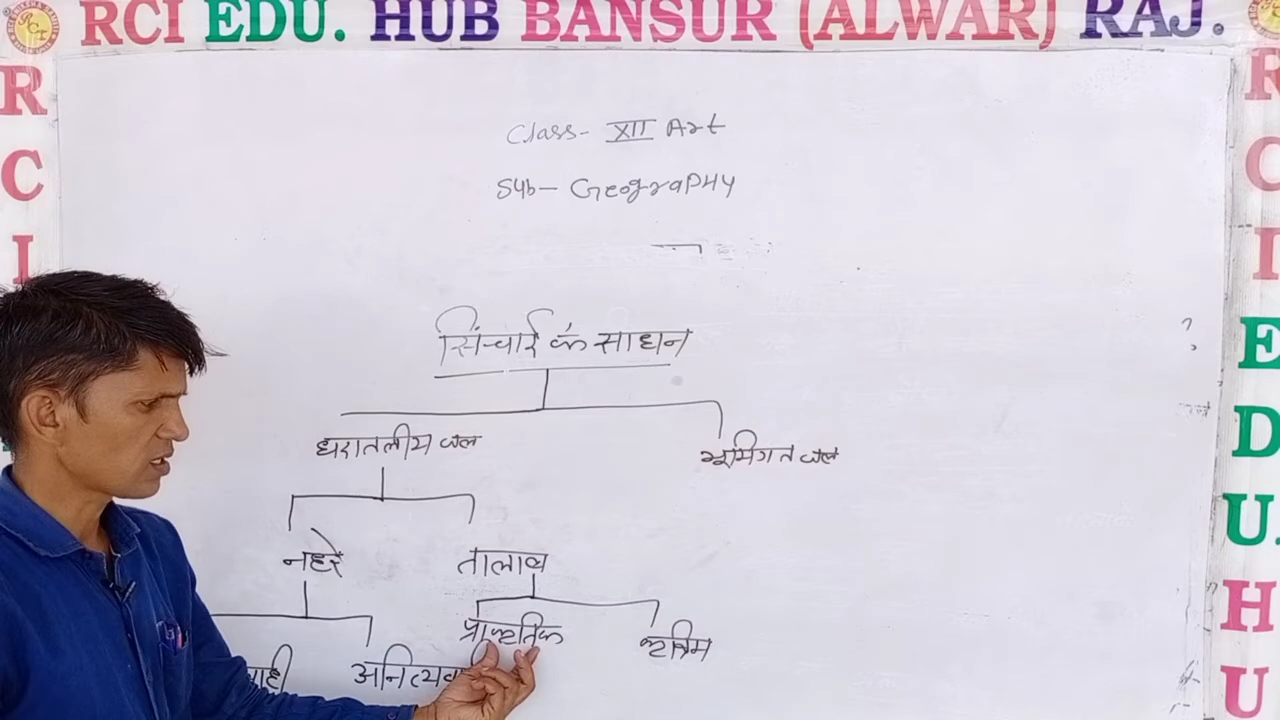 RCI EDU. HUB BANSUR (ALWAR) RAJ.
R
C
I
R
C
I
E
D
U.
H
U
Class- XII Art
Sub- Geography
सिंचाई के साधन
धरातलीय जल
भूमिगत जल
नहरें
तालाब
प्राकृतिक
कृत्रिम